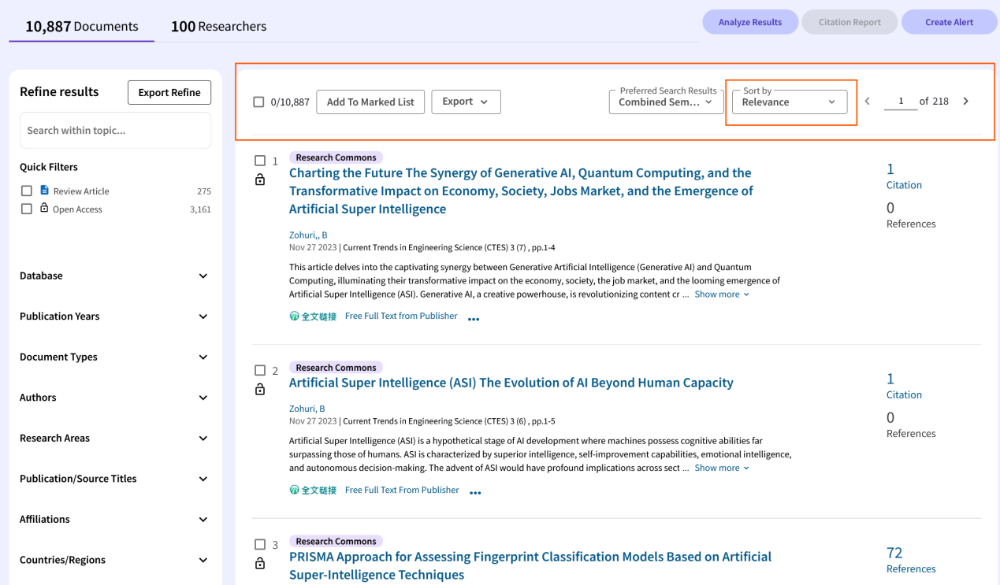 10,887 Documents
100 Researchers
Analyze Results
Citation Report
Create Alert
Refine results
Export Refine
Search within topic...
Quick Filters
Review Article 275
Open Access 3,161
Database
Publication Years
Document Types
Authors
Research Areas
Publication/Source Titles
Affiliations
Countries/Regions
0/10,887
Add To Marked List
Export
Preferred Search Results
Combined Sem...
Sort by
Relevance
1 of 218
1
Research Commons
Charting the Future The Synergy of Generative AI, Quantum Computing, and the
Transformative Impact on Economy, Society, Jobs Market, and the Emergence of
Artificial Super Intelligence
Zohuri,, B
Nov 27 2023 | Current Trends in Engineering Science (CTES) 3 (7) , pp.1-4
This article delves into the captivating synergy between Generative Artificial Intelligence (Generative AI) and Quantum
Computing, illuminating their transformative impact on the economy, society, the job market, and the looming emergence of
Artificial Super Intelligence (ASI). Generative AI, a creative powerhouse, is revolutionizing content cr ... Show more
全文链接 Free Full Text from Publisher ...
1
Citation
0
References
2
Research Commons
Artificial Super Intelligence (ASI) The Evolution of AI Beyond Human Capacity
Zohuri, B
Nov 27 2023 | Current Trends in Engineering Science (CTES) 3 (6) , pp.1-5
Artificial Super Intelligence (ASI) is a hypothetical stage of AI development where machines possess cognitive abilities far
surpassing those of humans. ASI is characterized by superior intelligence, self-improvement capabilities, emotional intelligence,
and autonomous decision-making. The advent of ASI would have profound implications across sect ... Show more
全文链接 Free Full Text From Publisher ...
1
Citation
0
References
3
Research Commons
PRISMA Approach for Assessing Fingerprint Classification Models Based on Artificial
Super-Intelligence Techniques
72
References